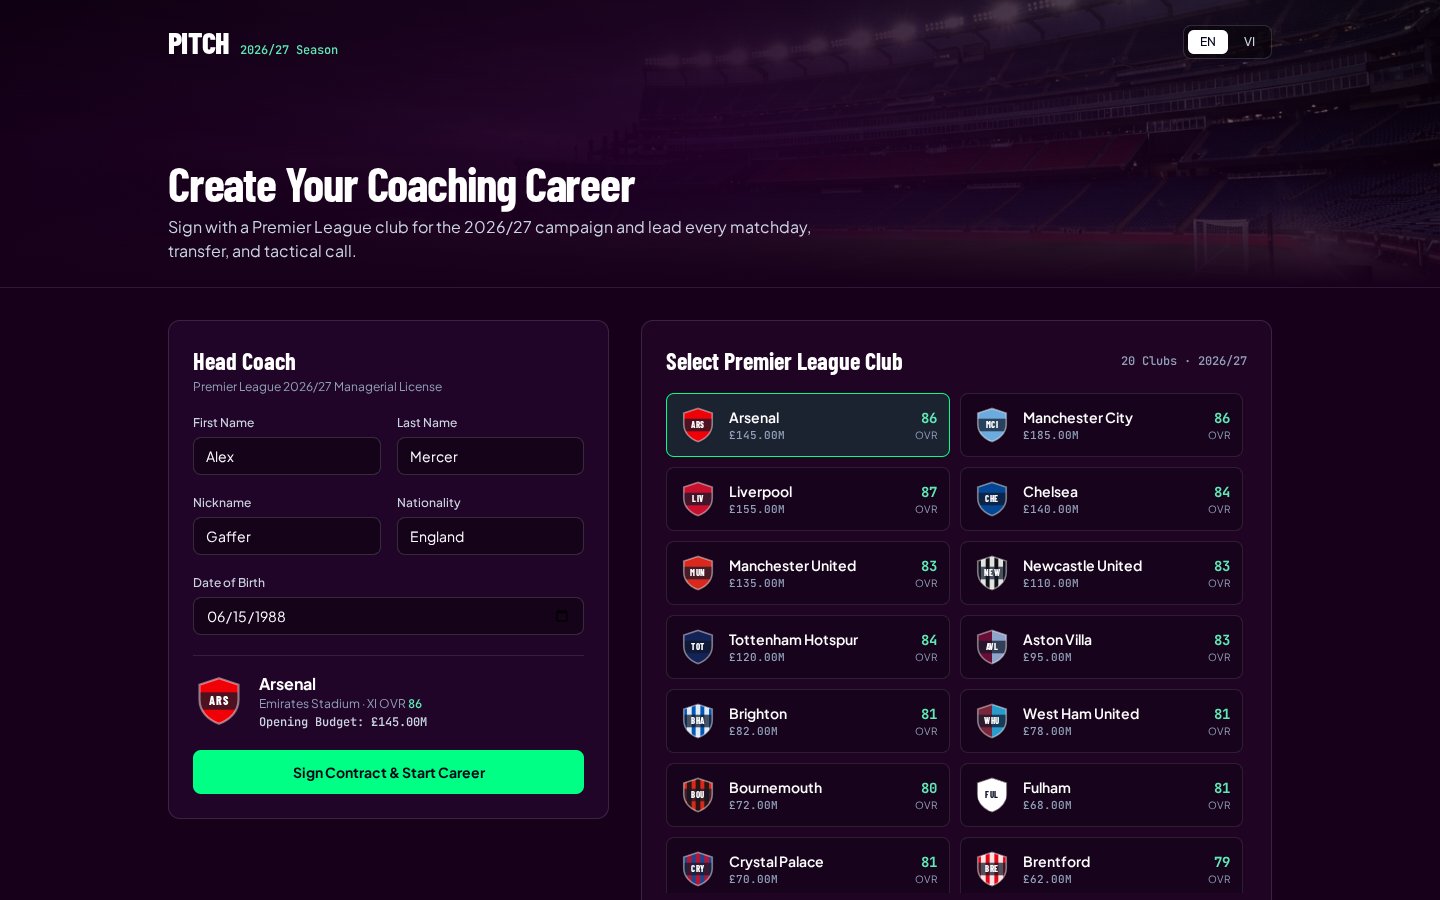 PITCH 2026/27 Season
EN VI
Create Your Coaching Career
Sign with a Premier League club for the 2026/27 campaign and lead every matchday,
transfer, and tactical call.
Head Coach
Premier League 2026/27 Managerial License
First Name Last Name
Alex Mercer
Nickname Nationality
Gaffer England
Date of Birth
06/15/1988
ARS
Arsenal
Emirates Stadium · XI OVR 86
Opening Budget: £145.00M
Sign Contract & Start Career
Select Premier League Club
20 Clubs · 2026/27
ARS Arsenal 86
£145.00M OVR
MCI Manchester City 86
£185.00M OVR
LIV Liverpool 87
£155.00M OVR
CHE Chelsea 84
£140.00M OVR
MUN Manchester United 83
£135.00M OVR
NEW Newcastle United 83
£110.00M OVR
TOT Tottenham Hotspur 84
£120.00M OVR
AVL Aston Villa 83
£95.00M OVR
BHA Brighton 81
£82.00M OVR
WHU West Ham United 81
£78.00M OVR
BOU Bournemouth 80
£72.00M OVR
FUL Fulham 81
£68.00M OVR
CRY Crystal Palace 81
£70.00M OVR
BRE Brentford 79
£62.00M OVR